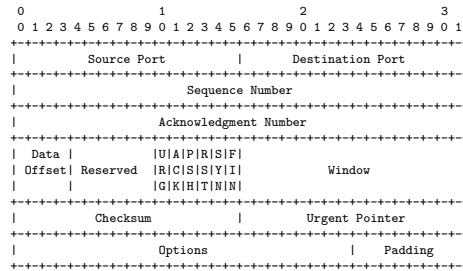 0                   1                   2                   3
0 1 2 3 4 5 6 7 8 9 0 1 2 3 4 5 6 7 8 9 0 1 2 3 4 5 6 7 8 9 0 1
+-+-+-+-+-+-+-+-+-+-+-+-+-+-+-+-+-+-+-+-+-+-+-+-+-+-+-+-+-+-+-+-+
| Source Port | Destination Port
+-+-+-+-+-+-+-+-+-+-+-+-+-+-+-+-+-+-+-+-+-+-+-+-+-+-+-+-+-+-+-+-+
| Sequence Number
+-+-+-+-+-+-+-+-+-+-+-+-+-+-+-+-+-+-+-+-+-+-+-+-+-+-+-+-+-+-+-+-+
| Acknowledgment Number
+-+-+-+-+-+-+-+-+-+-+-+-+-+-+-+-+-+-+-+-+-+-+-+-+-+-+-+-+-+-+-+-+
| Data | |U|A|P|R|S|F|
| Offset| Reserved |R|C|S|S|Y|I| Window
| | |G|K|H|T|N|N|
+-+-+-+-+-+-+-+-+-+-+-+-+-+-+-+-+-+-+-+-+-+-+-+-+-+-+-+-+-+-+-+-+
| Checksum | Urgent Pointer
+-+-+-+-+-+-+-+-+-+-+-+-+-+-+-+-+-+-+-+-+-+-+-+-+-+-+-+-+-+-+-+-+
| Options | Padding
+-+-+-+-+-+-+-+-+-+-+-+-+-+-+-+-+-+-+-+-+-+-+-+-+-+-+-+-+-+-+-+-+